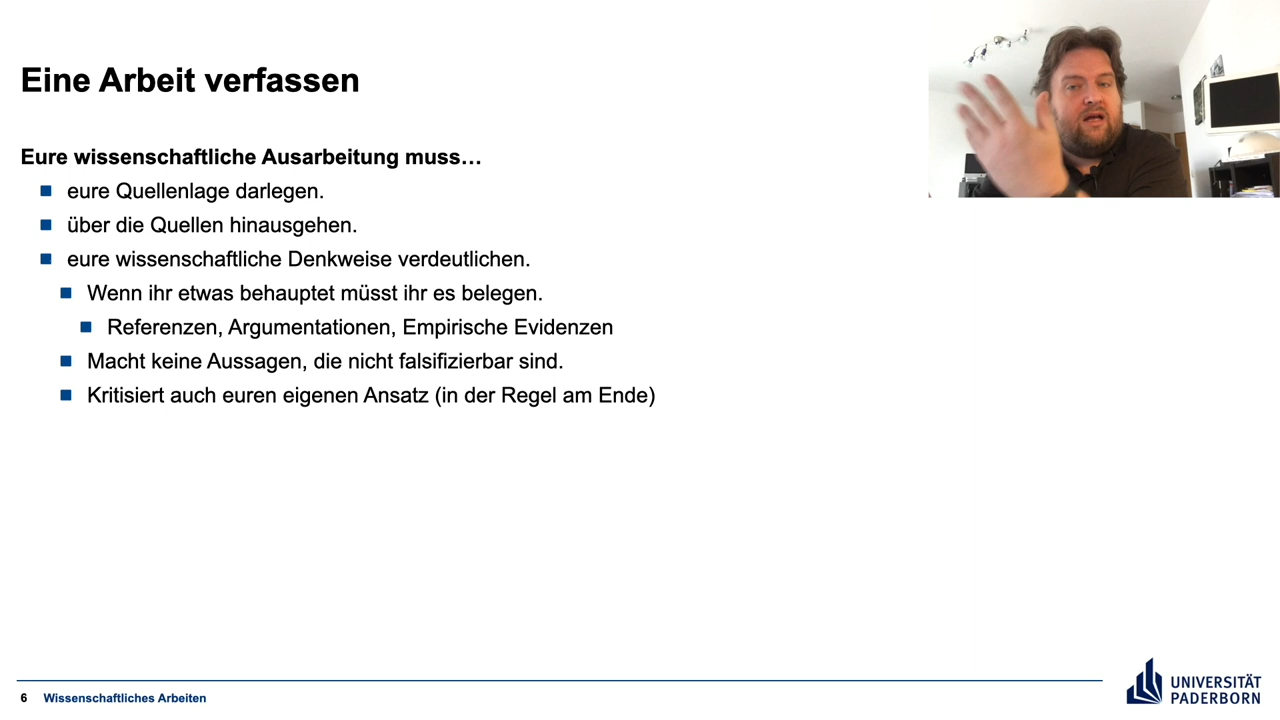 Eine Arbeit verfassen
Eure wissenschaftliche Ausarbeitung muss…
eure Quellenlage darlegen.
über die Quellen hinausgehen.
eure wissenschaftliche Denkweise verdeutlichen.
Wenn ihr etwas behauptet müsst ihr es belegen.
Referenzen, Argumentationen, Empirische Evidenzen
Macht keine Aussagen, die nicht falsifizierbar sind.
Kritisiert auch euren eigenen Ansatz (in der Regel am Ende)
6 Wissenschaftliches Arbeiten
UNIVERSITÄT
PADERBORN